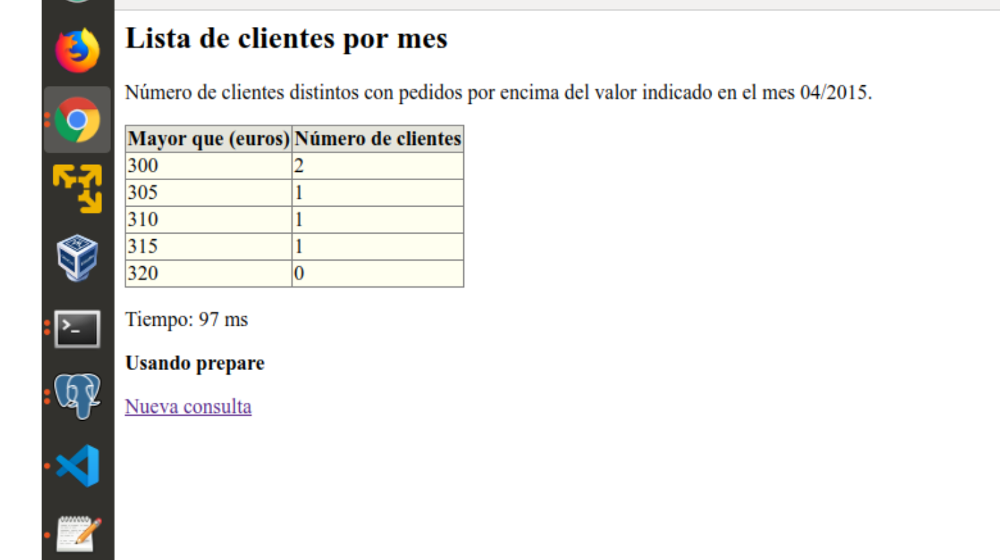 Lista de clientes por mes
Número de clientes distintos con pedidos por encima del valor indicado en el mes 04/2015.
Mayor que (euros) Número de clientes
300 2
305 1
310 1
315 1
320 0
Tiempo: 97 ms
Usando prepare
Nueva consulta